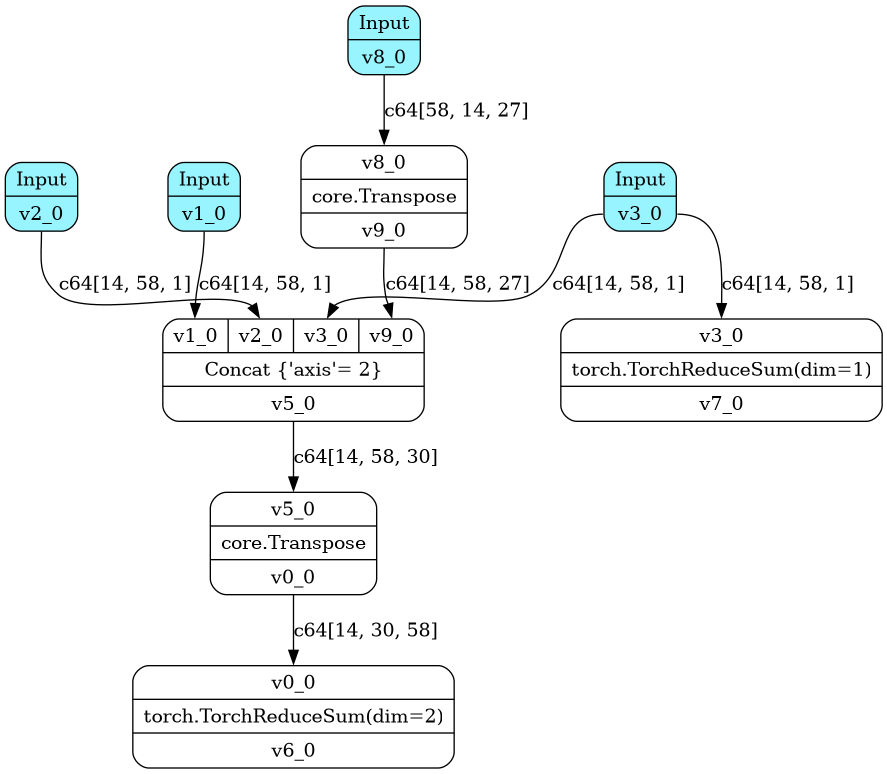 Input
v8_0
c64[58, 14, 27]
Input
v2_0
Input
v1_0
v8_0
core.Transpose
v9_0
Input
v3_0
c64[14, 58, 1]
c64[14, 58, 1]
c64[14, 58, 27]
c64[14, 58, 1]
c64[14, 58, 1]
v1_0
v2_0
v3_0
v9_0
Concat {'axis'= 2}
v5_0
v3_0
torch.TorchReduceSum(dim=1)
v7_0
c64[14, 58, 30]
v5_0
core.Transpose
v0_0
c64[14, 30, 58]
v0_0
torch.TorchReduceSum(dim=2)
v6_0